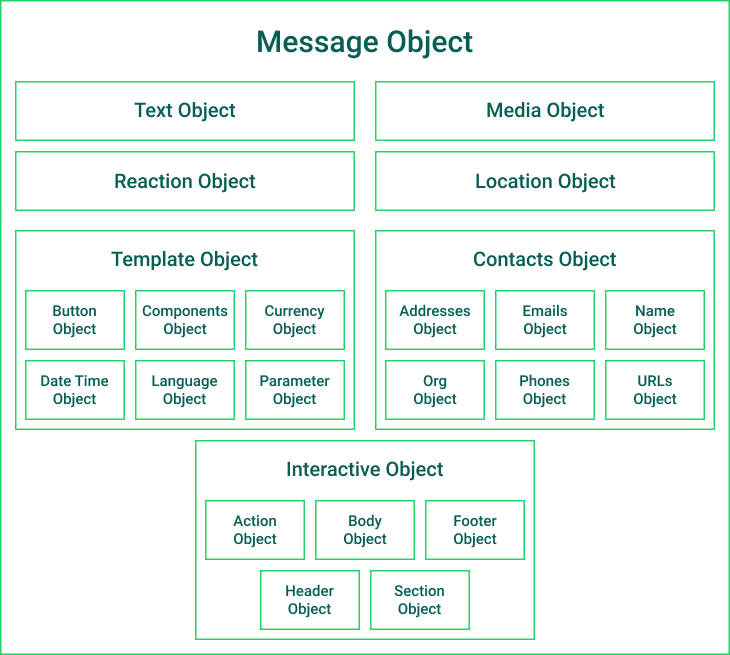 Message Object
Text Object
Media Object
Reaction Object
Location Object
Template Object
Button
Object
Components
Object
Currency
Object
Date Time
Object
Language
Object
Parameter
Object
Contacts Object
Addresses
Object
Emails
Object
Name
Object
Org
Object
Phones
Object
URLs
Object
Interactive Object
Action
Object
Body
Object
Footer
Object
Header
Object
Section
Object